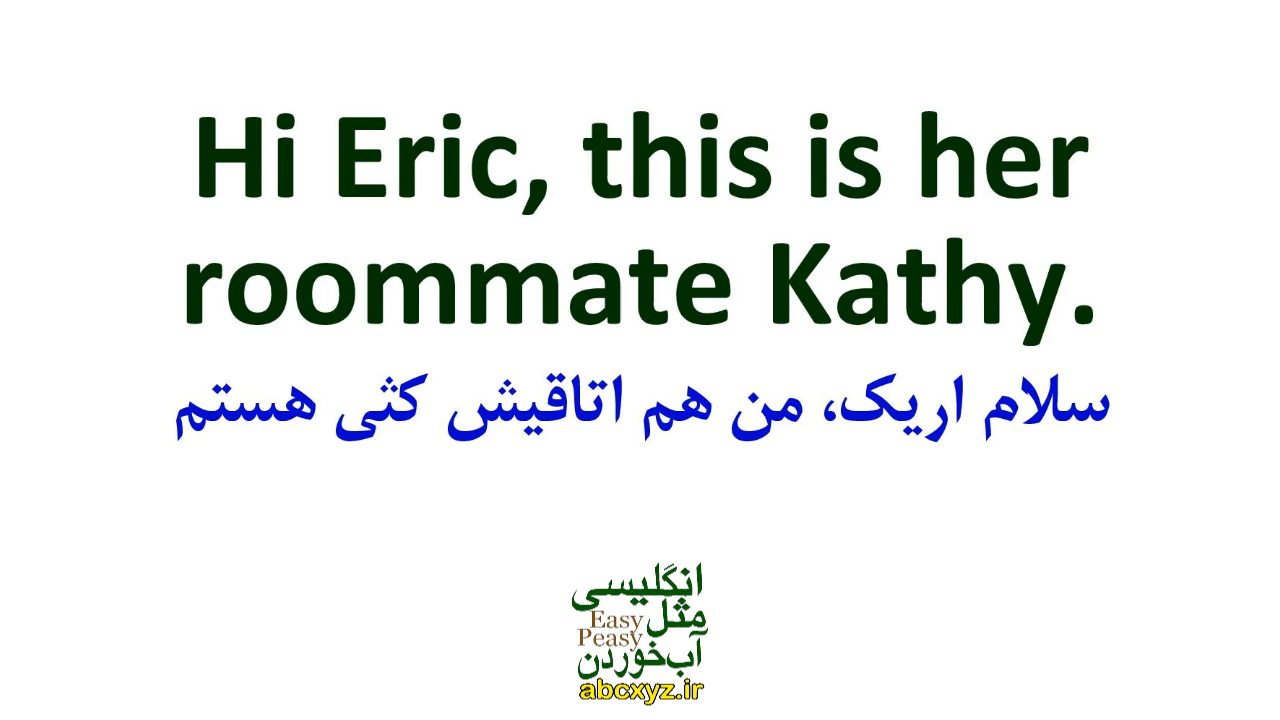 Hi Eric, this is her
roommate Kathy.
سلام اریک، من هم اتاقیش کثی هستم
انگلیسی
مثل
Easy
Peasy
آب‌خوردن
abcxyz.ir